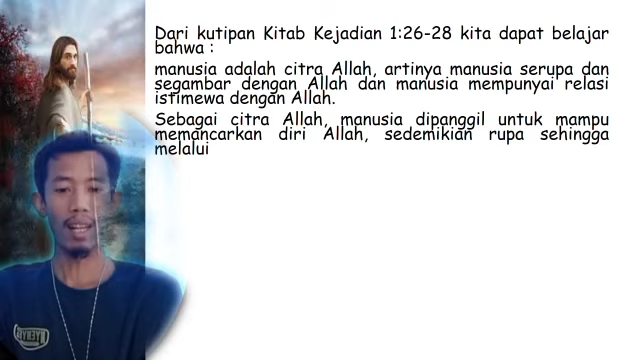 Dari kutipan Kitab Kejadian 1:26-28 kita dapat belajar
bahwa :
manusia adalah citra Allah, artinya manusia serupa dan
segambar dengan Allah dan manusia mempunyai relasi
istimewa dengan Allah.
Sebagai citra Allah, manusia dipanggil untuk mampu
memancarkan diri Allah, sedemikian rupa sehingga
melalui